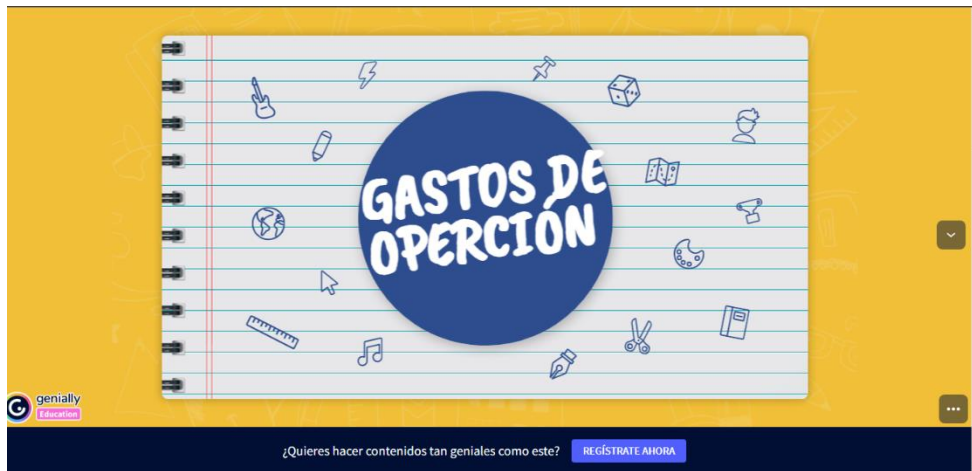 GASTOS DE
OPERCIÓN
genially
Education
¿Quieres hacer contenidos tan geniales como este?
REGÍSTRATE AHORA